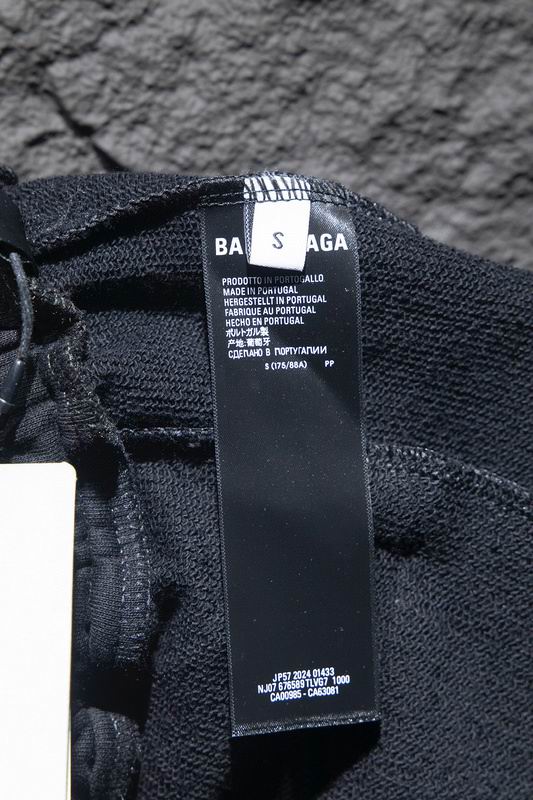 S
BA AGA
PRODOTTO IN PORTOGALLO
MADE IN PORTUGAL
HERGESTELLT IN PORTUGAL
FABRIQUE AU PORTUGAL
HECHO EN PORTUGAL
ポルトガル製
产地:葡萄牙
СДЕЛАНО В ПОРТУГАЛИИ
S (175/88A) PP
JP57 2024 01433
NJ07 676589 TLVG7 1000
CA00985 - CA63081